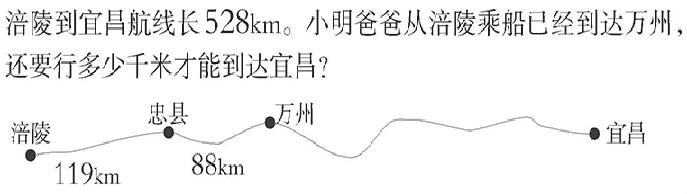 涪陵到宜昌航线长528km。小明爸爸从涪陵乘船已经到达万州，
还要行多少千米才能到达宜昌？
涪陵
忠县
万州
宜昌
119km
88km